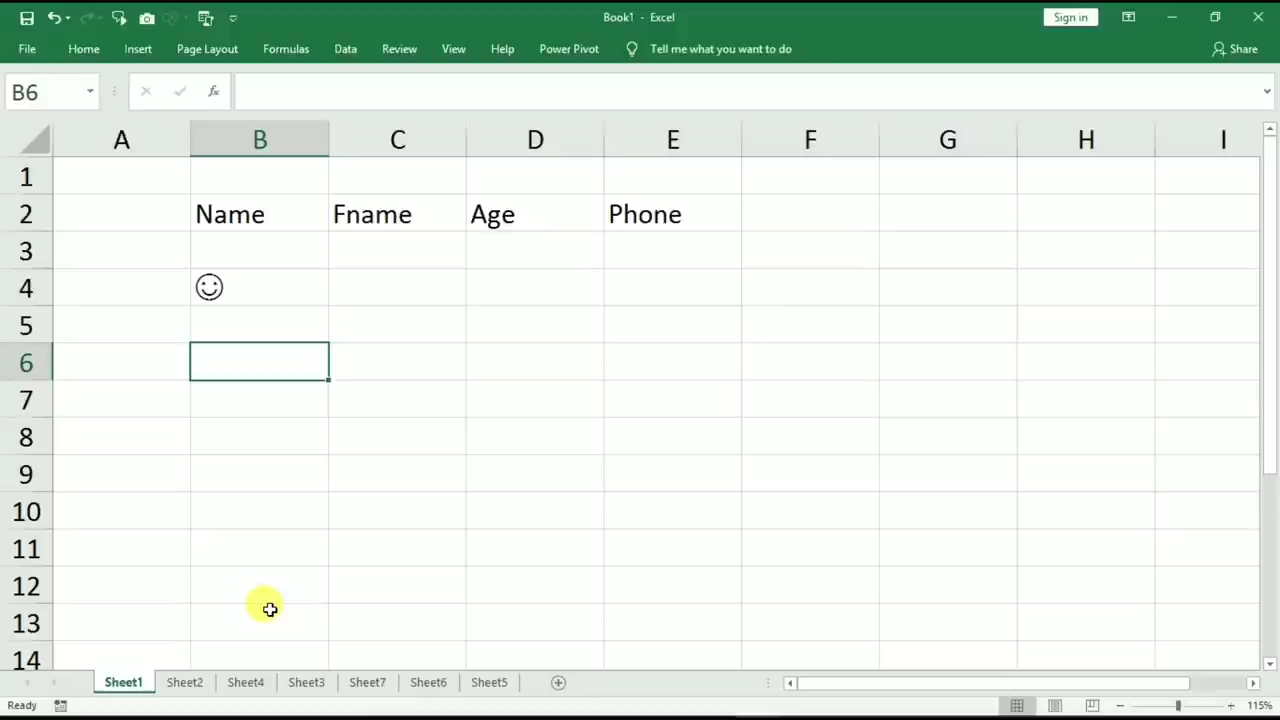 Book1 - Excel
Sign in
File Home Insert Page Layout Formulas Data Review View Help Power Pivot Tell me what you want to do Share
B6 fx
A B C D E F G H I
1
2 Name Fname Age Phone
3
4 ☺
5
6
7
8
9
10
11
12
13
14
Sheet1 Sheet2 Sheet4 Sheet3 Sheet7 Sheet6 Sheet5
Ready 115%